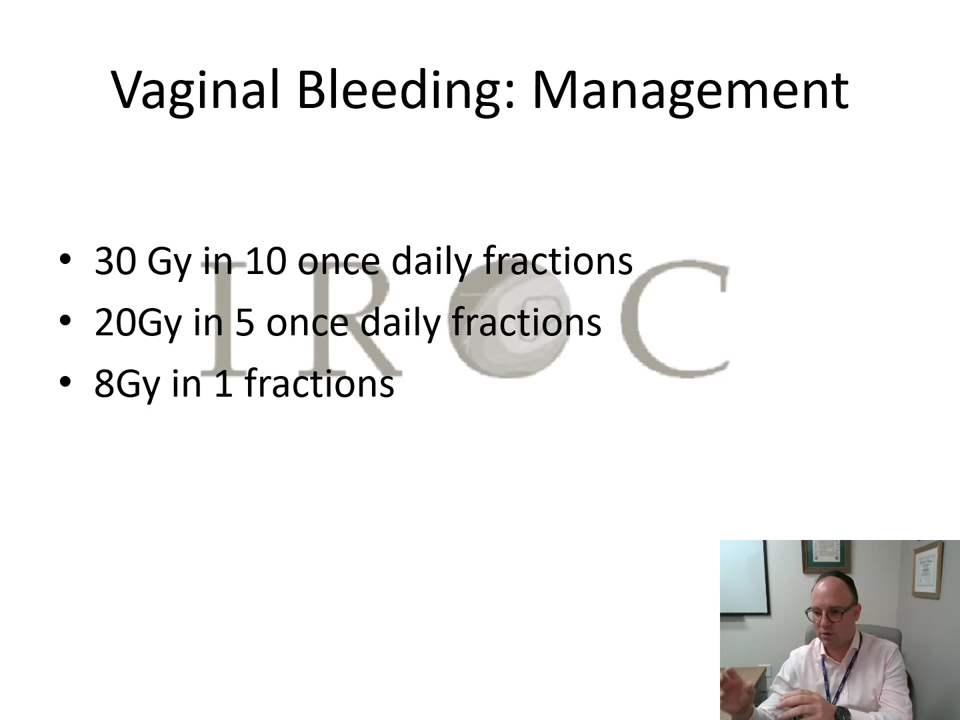 Vaginal Bleeding: Management
• 30 Gy in 10 once daily fractions
• 20Gy in 5 once daily fractions
• 8Gy in 1 fractions
IROC